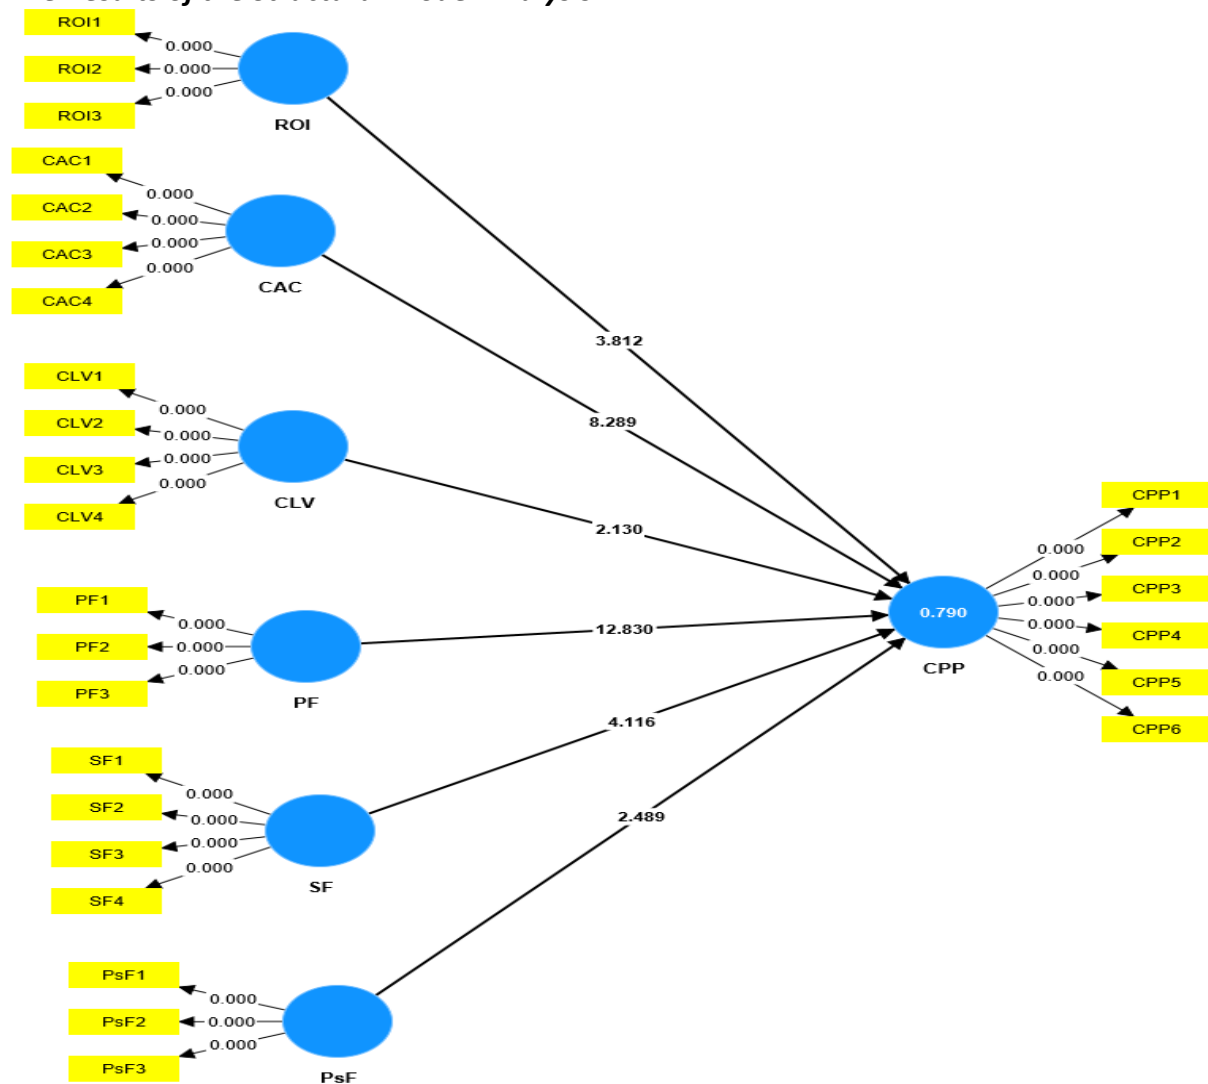 ROI1
0.000
ROI2
0.000
0.000
ROI3
ROI
CAC1
0.000
CAC2
0.000
CAC3
0.000
0.000
CAC4
CAC
3.812
8.289
CLV1
0.000
CLV2
0.000
CLV3
0.000
0.000
CLV4
CLV
2.130
PF1
0.000
PF2
0.000
0.000
PF3
PF
12.830
0.790
CPP
CPP1
0.000
CPP2
0.000
CPP3
0.000
0.000
CPP4
0.000
CPP5
0.000
CPP6
4.116
SF1
0.000
SF2
0.000
SF3
0.000
0.000
SF4
SF
2.489
PsF1
0.000
PsF2
0.000
0.000
PsF3
PsF